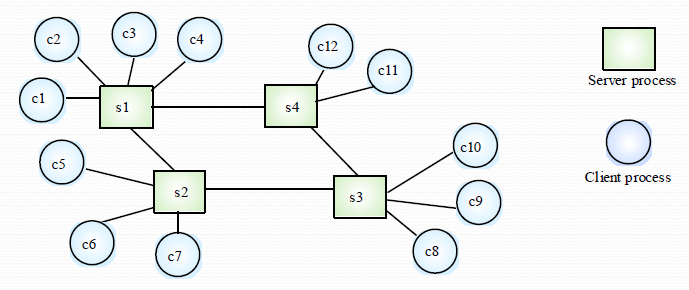 c2
c3
c4
c12
c11
c1
s1
s4
Server process
c5
s2
s3
c10
c9
Client process
c6
c7
c8